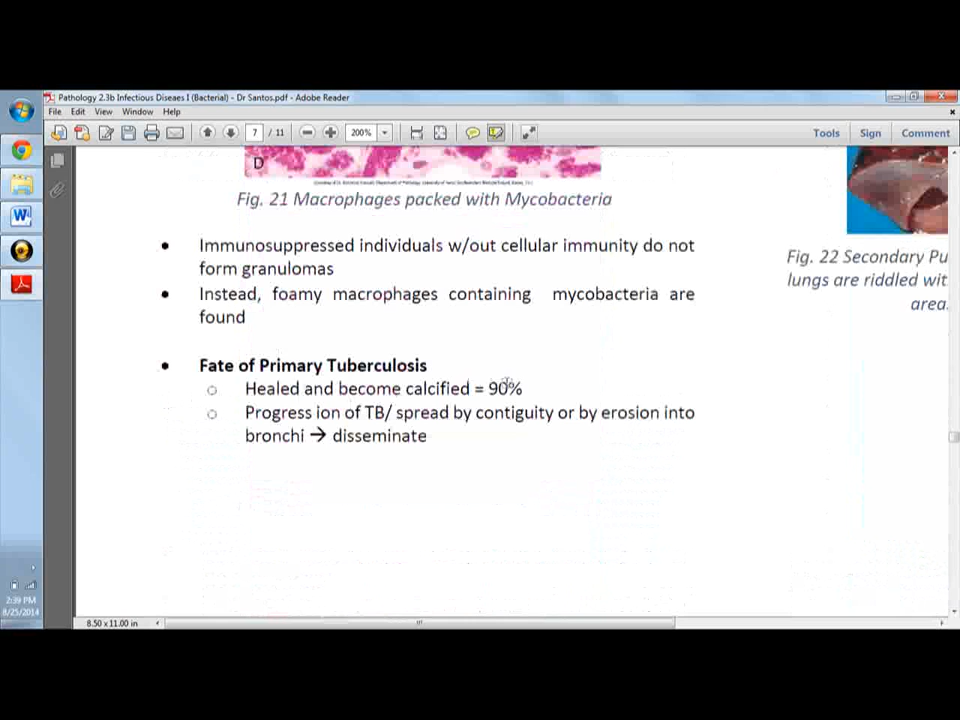 Pathology 2.3b Infectious Diseaes I (Bacterial) - Dr Santos.pdf - Adobe Reader
File Edit View Window Help
7 / 11 200% Tools Sign Comment
D
Fig. 21 Macrophages packed with Mycobacteria
• Immunosuppressed individuals w/out cellular immunity do not
form granulomas
• Instead, foamy macrophages containing mycobacteria are
found
• Fate of Primary Tuberculosis
○ Healed and become calcified = 90%
○ Progress ion of TB/ spread by contiguity or by erosion into
bronchi → disseminate
Fig. 22 Secondary Pu
lungs are riddled wit
area.
8.50 x 11.00 in
2:39 PM
8/25/2014